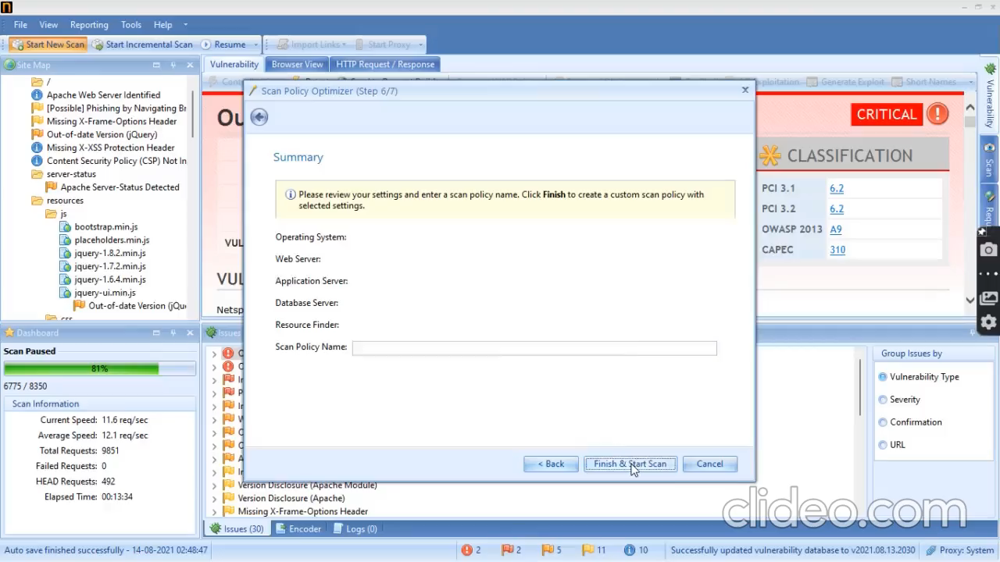 File View Reporting Tools Help
Start New Scan Start Incremental Scan Resume Import Links Start Proxy
Site Map
Vulnerability Browser View HTTP Request / Response
/
Apache Web Server Identified
[Possible] Phishing by Navigating Br
Missing X-Frame-Options Header
Out-of-date Version (jQuery)
Missing X-XSS Protection Header
Content Security Policy (CSP) Not In
server-status
Apache Server-Status Detected
resources
js
bootstrap.min.js
placeholders.min.js
jquery-1.8.2.min.js
jquery-1.7.2.min.js
jquery-1.6.4.min.js
jquery-ui.min.js
Out-of-date Version (jQue
css
Ou
VUL
VUL
Netsp
xploitation Generate Exploit Short Names
CRITICAL
CLASSIFICATION
PCI 3.1 6.2
PCI 3.2 6.2
OWASP 2013 A9
CAPEC 310
Vulnerability
Scan
Requ
Scan Policy Optimizer (Step 6/7)
Summary
Please review your settings and enter a scan policy name. Click Finish to create a custom scan policy with
selected settings.
Operating System:
Web Server:
Application Server:
Database Server:
Resource Finder:
Scan Policy Name:
< Back Finish & Start Scan Cancel
Dashboard
Scan Paused
81%
6775 / 8350
Scan Information
Current Speed: 11.6 req/sec
Average Speed: 12.1 req/sec
Total Requests: 9851
Failed Requests: 0
HEAD Requests: 492
Elapsed Time: 00:13:34
Issues
Version Disclosure (Apache Module)
Version Disclosure (Apache)
Missing X-Frame-Options Header
Issues (30) Encoder Logs (0)
Group Issues by
Vulnerability Type
Severity
Confirmation
URL
clideo.com
Auto save finished successfully - 14-08-2021 02:48:47 2 2 5 11 10 Successfully updated vulnerability database to v2021.08.13.2030 Proxy: System